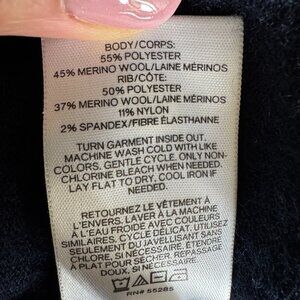 BODY/CORPS:
55% POLYESTER
45% MERINO WOOL/LAINE MÉRINOS
RIB/CÔTE:
50% POLYESTER
37% MERINO WOOL/LAINE MÉRINOS
11% NYLON
2% SPANDEX/FIBRE ÉLASTHANNE
TURN GARMENT INSIDE OUT.
MACHINE WASH COLD WITH LIKE
COLORS. GENTLE CYCLE. ONLY NON-
CHLORINE BLEACH WHEN NEEDED.
LAY FLAT TO DRY. COOL IRON IF
NEEDED.
RETOURNEZ LE VÊTEMENT À
L'ENVERS. LAVER À LA MACHINE
À L'EAU FROIDE AVEC COULEURS
SIMILAIRES. CYCLE DÉLICAT. UTILISEZ
SEULEMENT DU JAVELLISANT SANS
CHLORE, SI NÉCESSAIRE. ÉTENDRE
À PLAT POUR SÉCHER. REPASSAGE
DOUX, SI NÉCESSAIRE.
RN# 55285